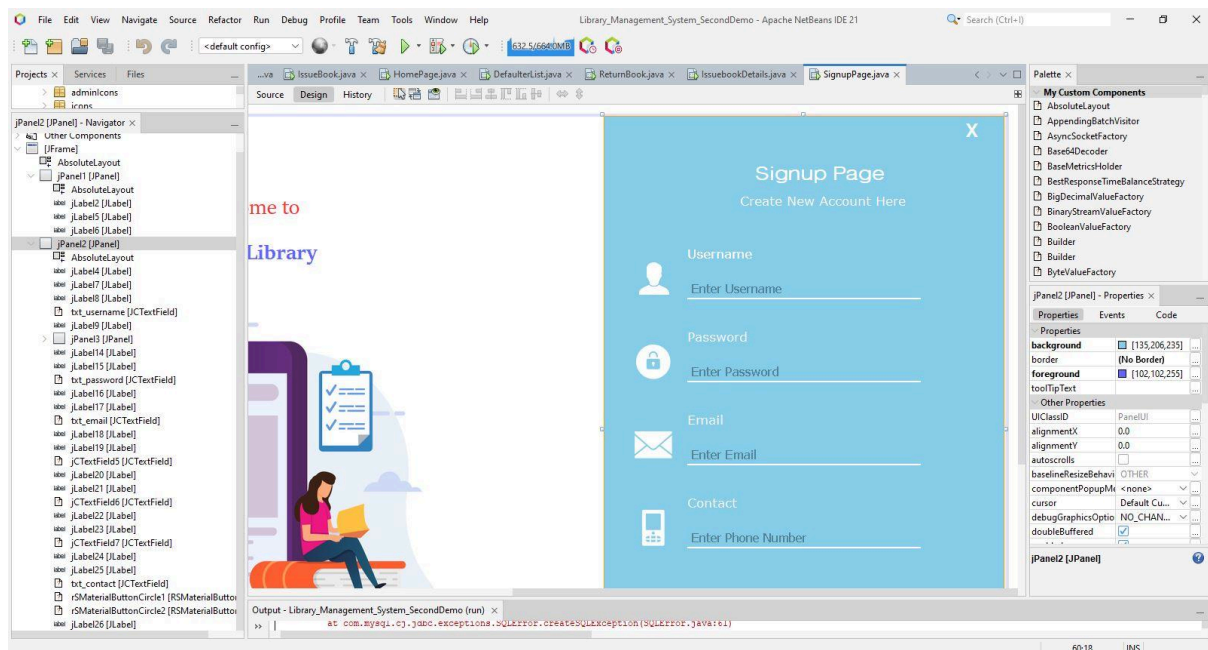 File Edit View Navigate Source Refactor Run Debug Profile Team Tools Window Help
Library_Management_System_SecondDemo - Apache NetBeans IDE 21
Search (Ctrl+I)
<default config>
632.5/664.0MB
Projects Services Files
adminIcons
icons
...va IssueBook.java HomePage.java DefaulterList.java ReturnBook.java IssuebookDetails.java SignupPage.java
Source Design History
jPanel2 [JPanel] - Navigator
Other Components
[JFrame]
AbsoluteLayout
jPanel1 [JPanel]
AbsoluteLayout
jLabel2 [JLabel]
jLabel5 [JLabel]
jLabel6 [JLabel]
jPanel2 [JPanel]
AbsoluteLayout
jLabel4 [JLabel]
jLabel7 [JLabel]
jLabel8 [JLabel]
txt_username [JCTextField]
jLabel9 [JLabel]
jPanel3 [JPanel]
jLabel14 [JLabel]
jLabel15 [JLabel]
txt_password [JCTextField]
jLabel16 [JLabel]
jLabel17 [JLabel]
txt_email [JCTextField]
jLabel18 [JLabel]
jLabel19 [JLabel]
jCTextField5 [JCTextField]
jLabel20 [JLabel]
jLabel21 [JLabel]
jCTextField6 [JCTextField]
jLabel22 [JLabel]
jLabel23 [JLabel]
jCTextField7 [JCTextField]
jLabel24 [JLabel]
jLabel25 [JLabel]
txt_contact [JCTextField]
rSMaterialButtonCircle1 [RSMaterialButto
rSMaterialButtonCircle2 [RSMaterialButto
jLabel26 [JLabel]
me to
Library
X
Signup Page
Create New Account Here
Username
Enter Username
Password
Enter Password
Email
Enter Email
Contact
Enter Phone Number
Palette
My Custom Components
AbsoluteLayout
AppendingBatchVisitor
AsyncSocketFactory
Base64Decoder
BaseMetricsHolder
BestResponseTimeBalanceStrategy
BigDecimalValueFactory
BinaryStreamValueFactory
BooleanValueFactory
Builder
Builder
ByteValueFactory
jPanel2 [JPanel] - Properties
Properties Events Code
Properties
background [135,206,235]
border (No Border)
foreground [102,102,255]
toolTipText
Other Properties
UIClassID PanelUI
alignmentX 0.0
alignmentY 0.0
autoscrolls
baselineResizeBehavi OTHER
componentPopupMe <none>
cursor Default Cu...
debugGraphicsOptio NO_CHAN...
doubleBuffered
jPanel2 [JPanel]
Output - Library_Management_System_SecondDemo (run)
at com.mysql.cj.jdbc.exceptions.SQLError.createSQLException(SQLError.java:61)
60:18 INS